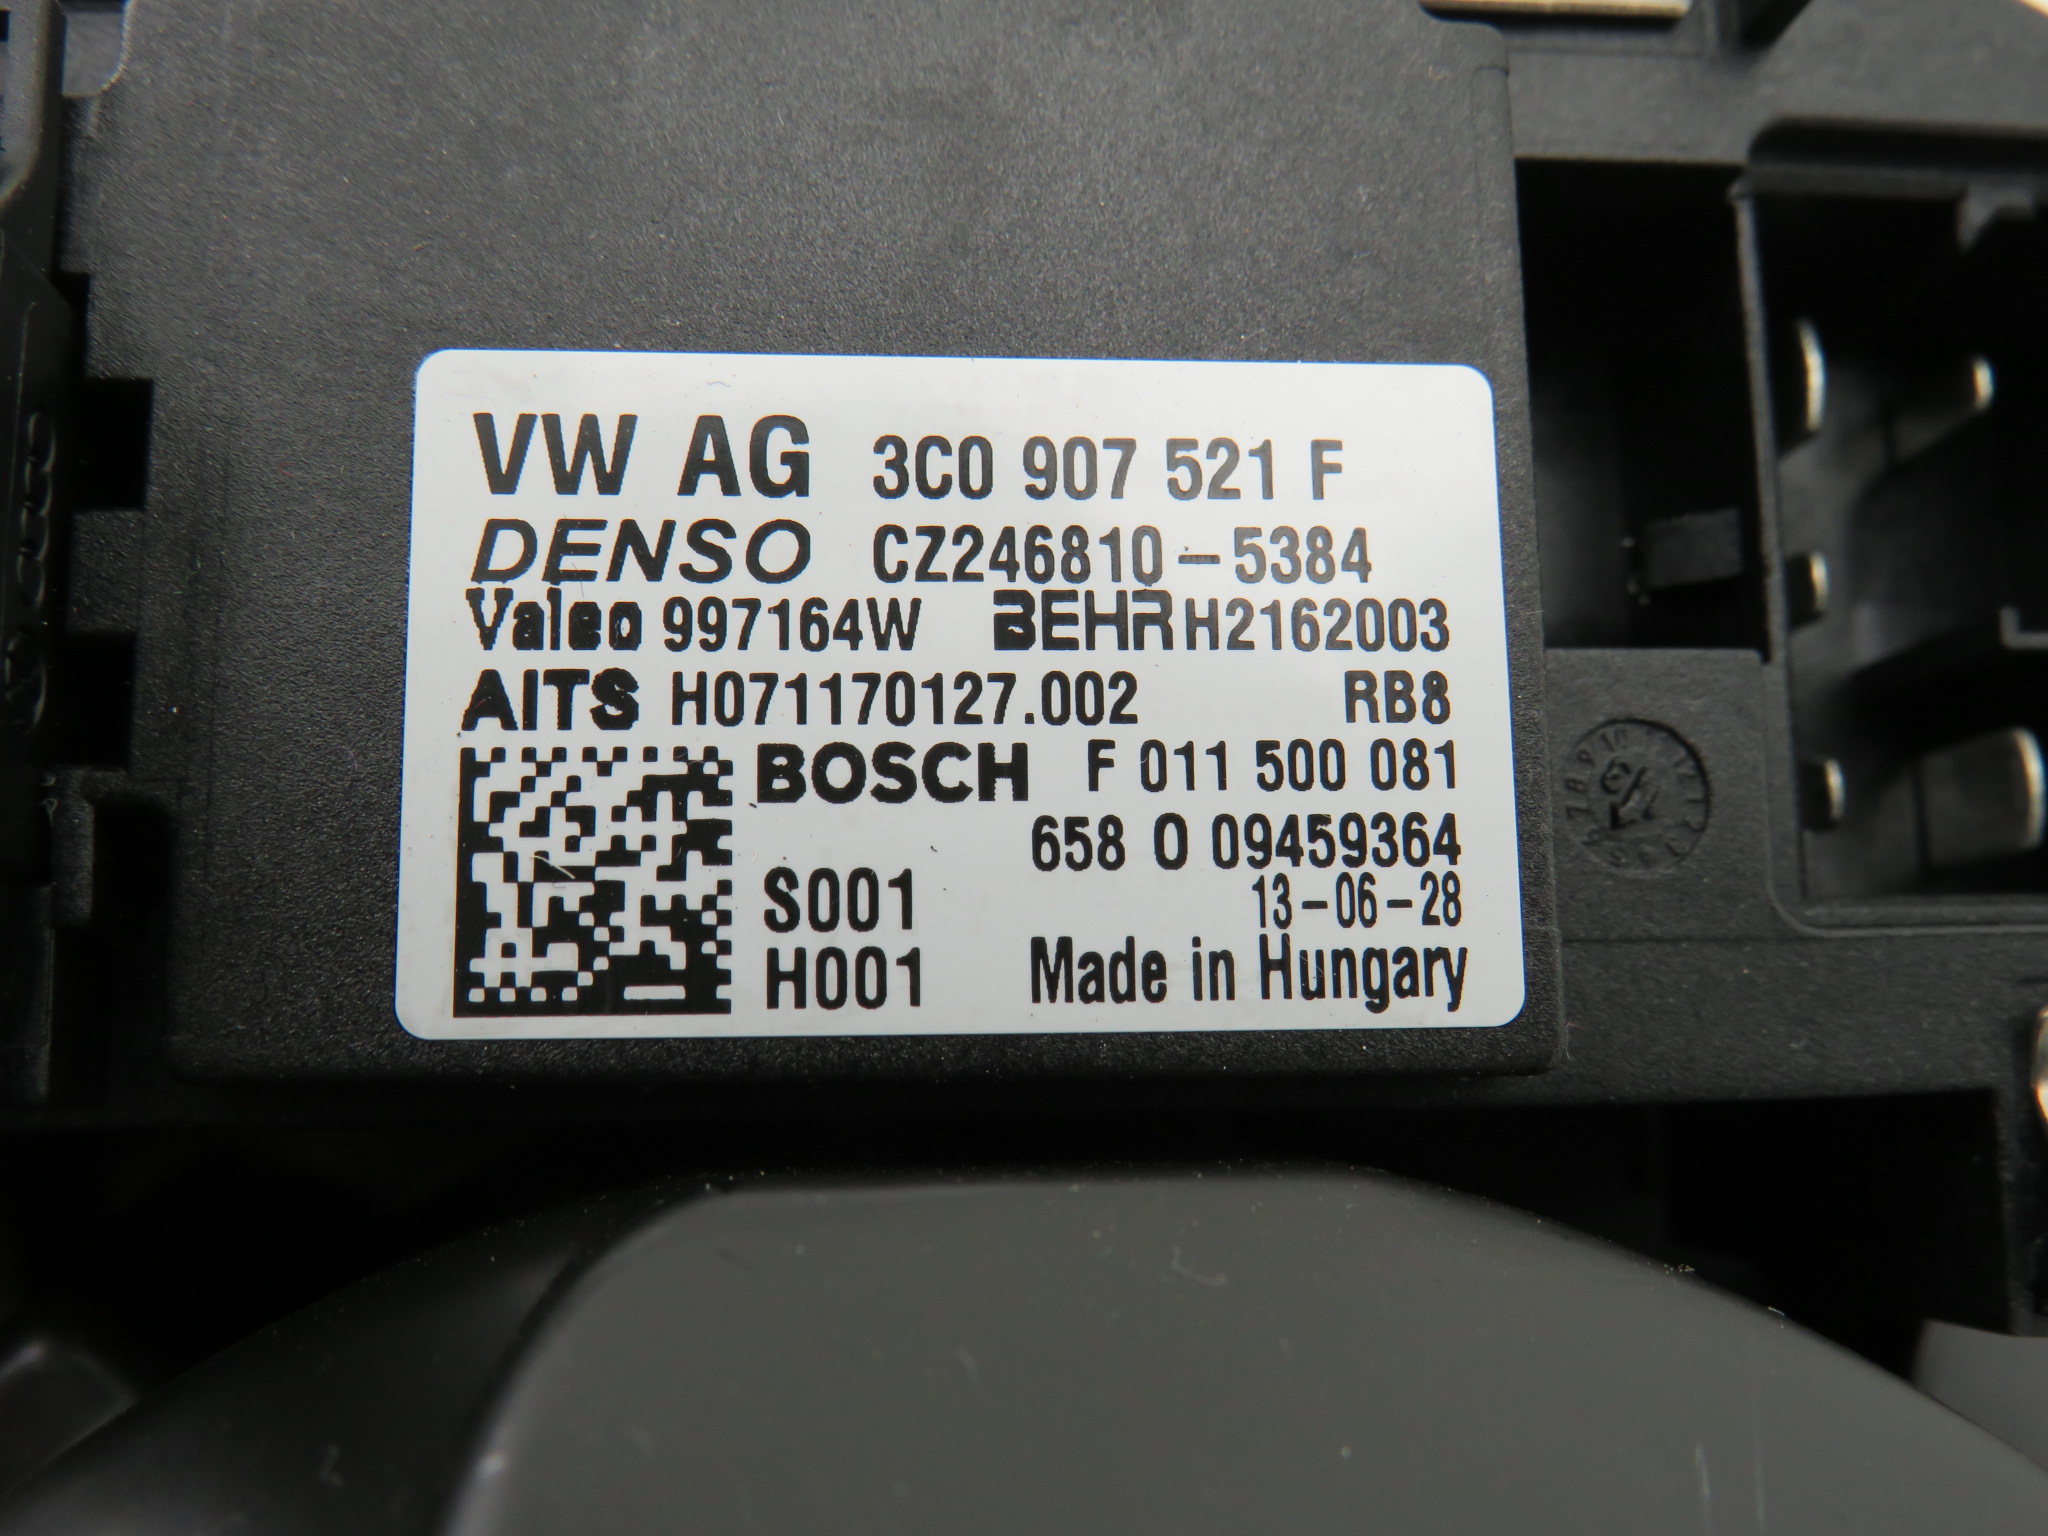 VW AG 3C0 907 521 F
DENSO CZ246810-5384
Valeo 997164W BEHR H2162003
AITS H071170127.002 RB8
BOSCH F 011 500 081
658 0 09459364
S001 13-06-28
H001 Made in Hungary